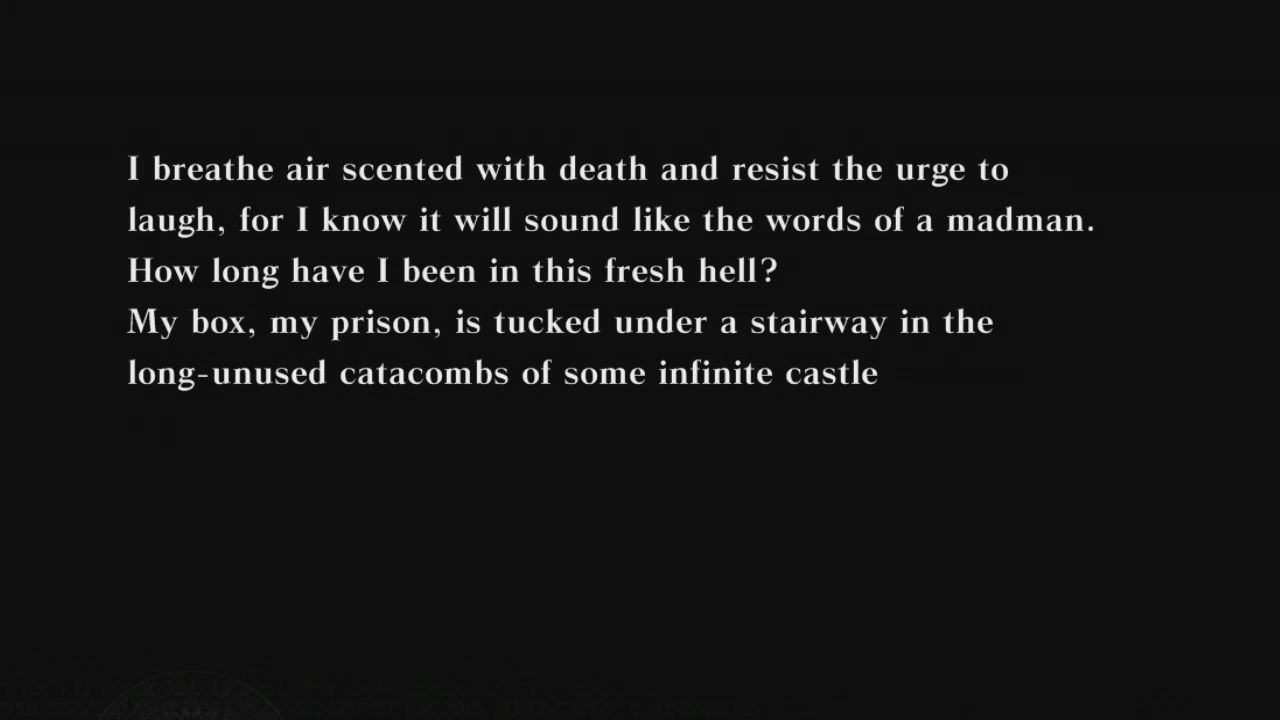 I breathe air scented with death and resist the urge to
laugh, for I know it will sound like the words of a madman.
How long have I been in this fresh hell?
My box, my prison, is tucked under a stairway in the
long-unused catacombs of some infinite castle